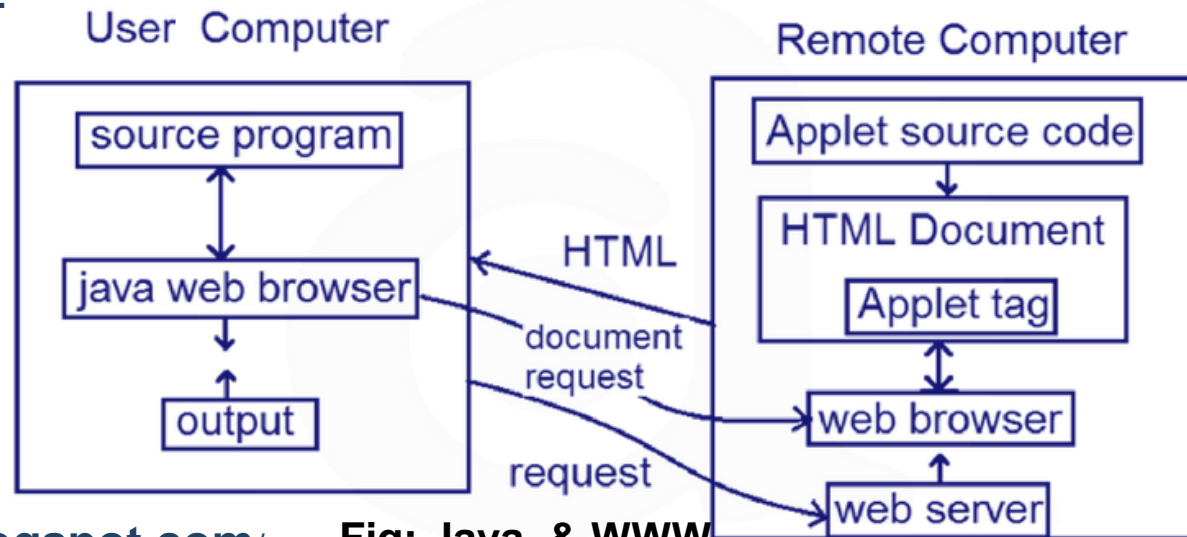 User Computer
Remote Computer
source program
java web browser
output
HTML
document
request
request
Applet source code
HTML Document
Applet tag
web browser
web server
Fig: Java & WWW